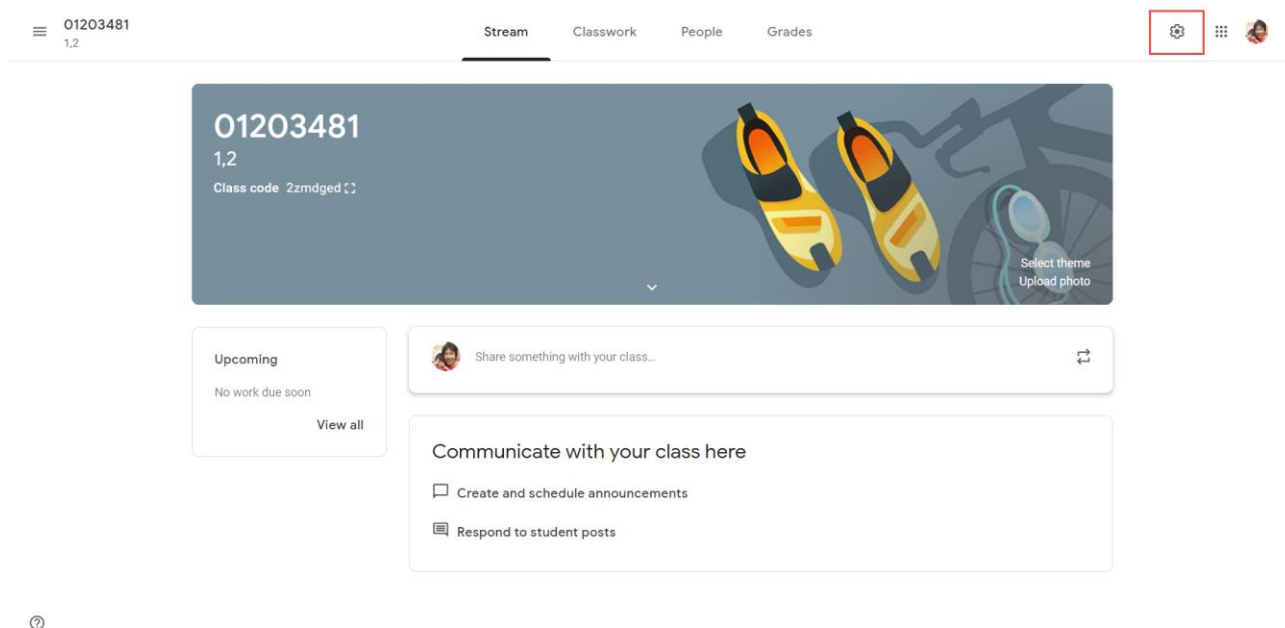 01203481
1,2
Stream Classwork People Grades
01203481
1,2
Class code 2zmdged
Select theme
Upload photo
Upcoming
No work due soon
View all
Share something with your class...
Communicate with your class here
Create and schedule announcements
Respond to student posts